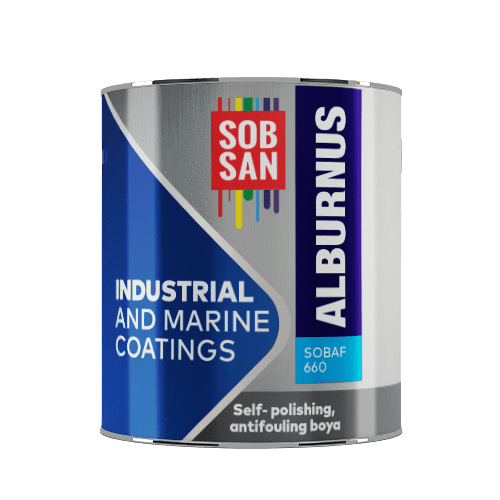 SOB
SAN
ALBURNUS
SOBAF
660
INDUSTRIAL
AND MARINE
COATINGS
Self- polishing,
antifouling boya